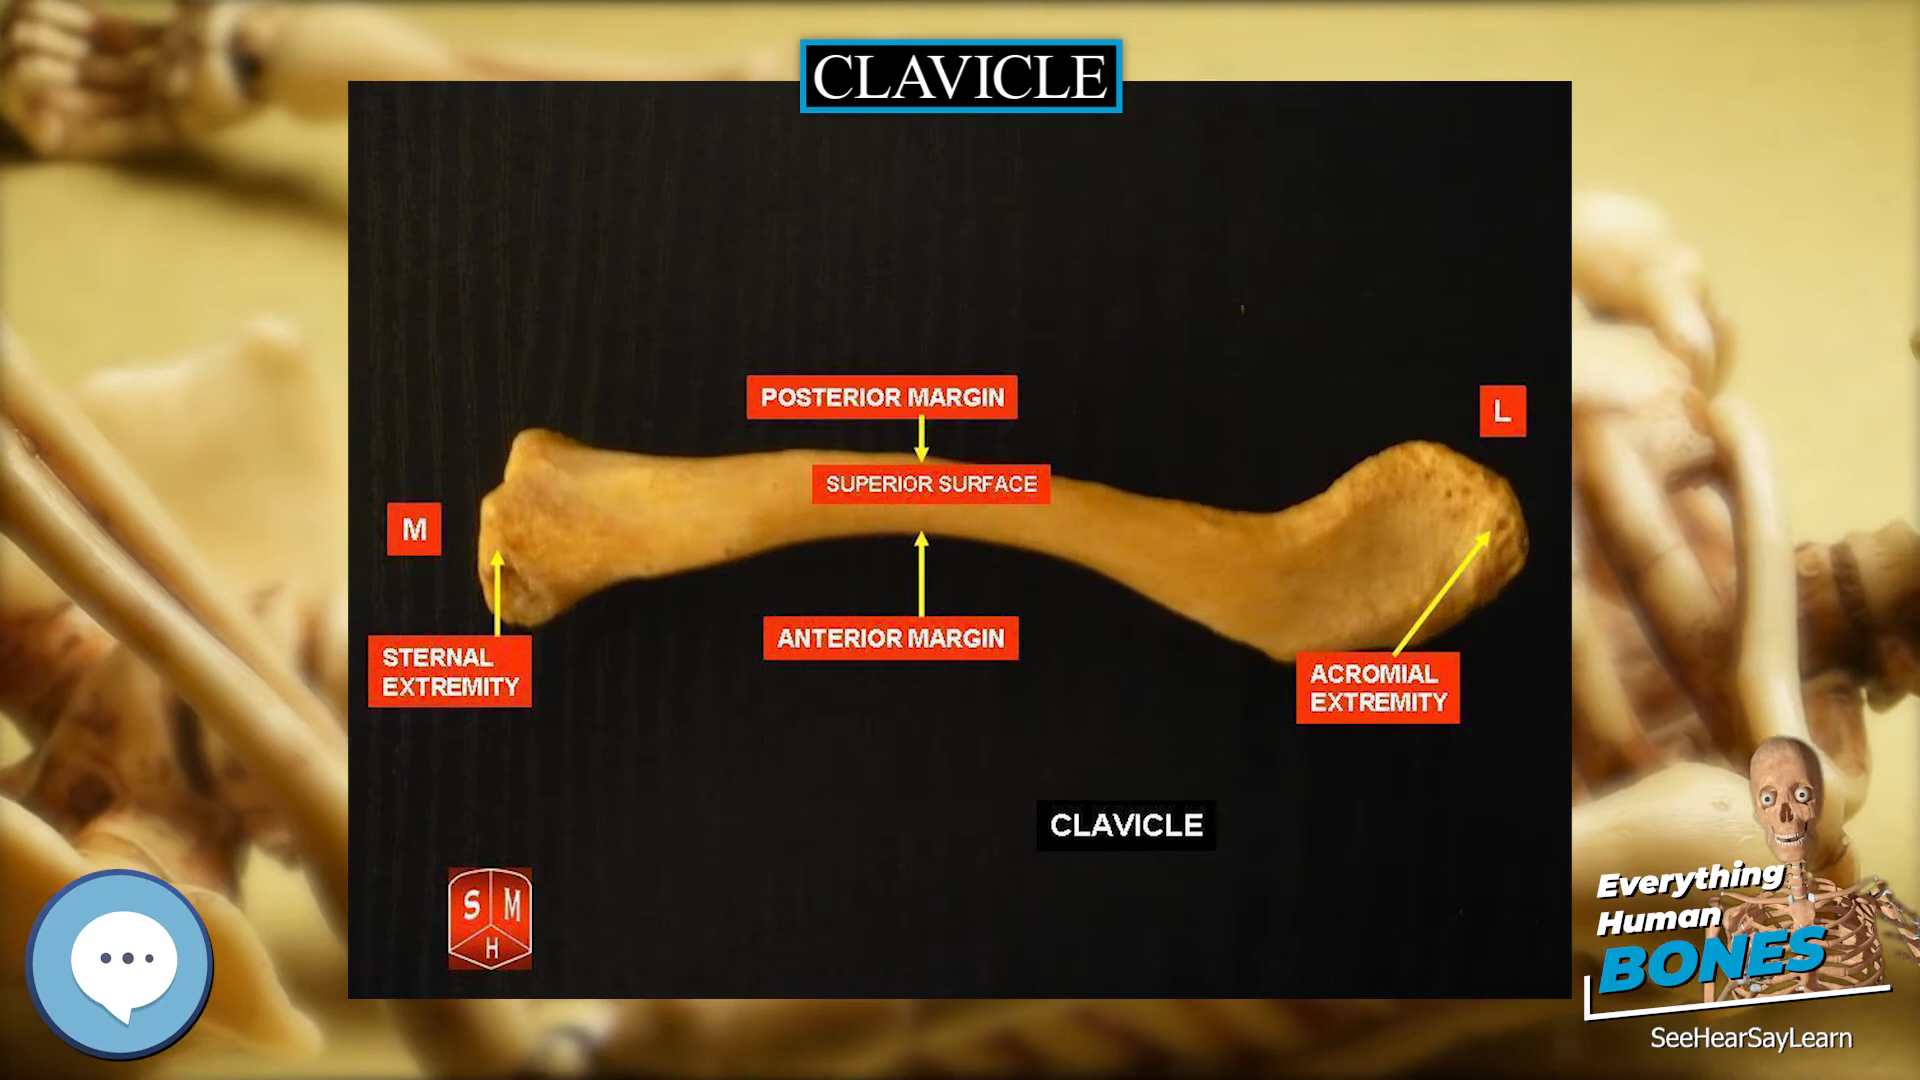 CLAVICLE
POSTERIOR MARGIN
L
SUPERIOR SURFACE
M
ANTERIOR MARGIN
STERNAL
EXTREMITY
ACROMIAL
EXTREMITY
CLAVICLE
S M
H
Everything
Human
BONES
SeeHearSayLearn